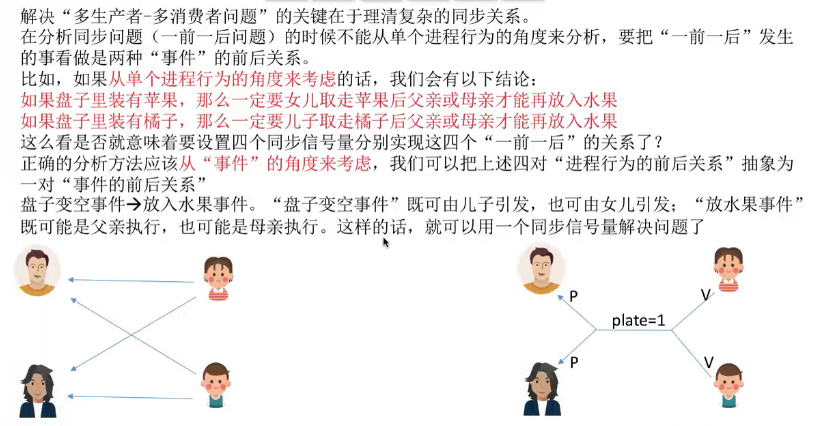 解决“多生产者-多消费者问题”的关键在于理清复杂的同步关系。
在分析同步问题（一前一后问题）的时候不能从单个进程行为的角度来分析，要把“一前一后”发生
的事看做是两种“事件”的前后关系。
比如，如果从单个进程行为的角度来考虑的话，我们会有以下结论：
如果盘子里装有苹果，那么一定要女儿取走苹果后父亲或母亲才能再放入水果
如果盘子里装有橘子，那么一定要儿子取走橘子后父亲或母亲才能再放入水果
这么看是否就意味着要设置四个同步信号量分别实现这四个“一前一后”的关系了？
正确的分析方法应该从“事件”的角度来考虑，我们可以把上述四对“进程行为的前后关系”抽象为
一对“事件的前后关系”
盘子变空事件→放入水果事件。“盘子变空事件”既可由儿子引发，也可由女儿引发；“放水果事件”
既可能是父亲执行，也可能是母亲执行。这样的话，就可以用一个同步信号量解决问题了
P
V
plate=1
P
V